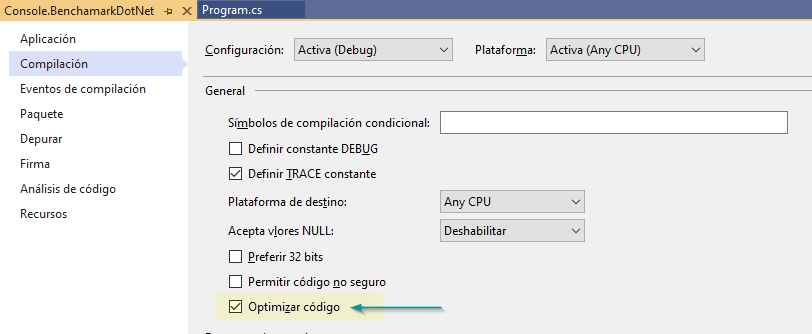 Console.BenchamarkDotNet Program.cs
Aplicación
Compilación
Eventos de compilación
Paquete
Depurar
Firma
Análisis de código
Recursos
Configuración: Activa (Debug) Plataforma: Activa (Any CPU)
General
Símbolos de compilación condicional:
Definir constante DEBUG
Definir TRACE constante
Plataforma de destino: Any CPU
Acepta vlores NULL: Deshabilitar
Preferir 32 bits
Permitir código no seguro
Optimizar código